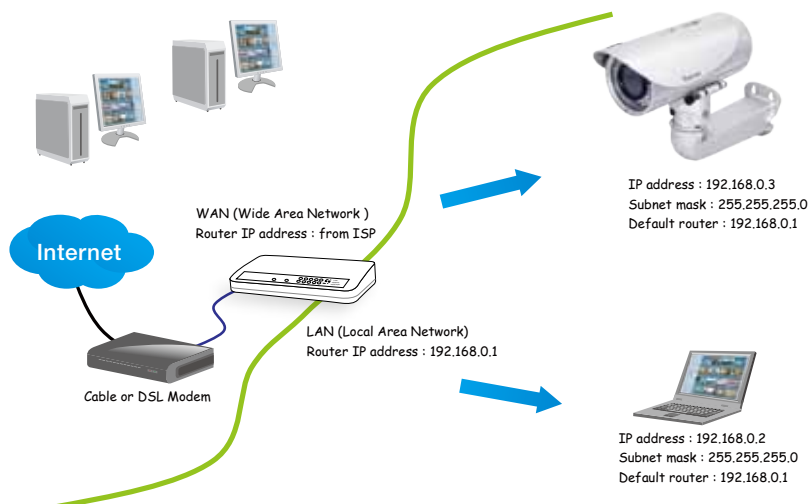 IP address : 192.168.0.3
Subnet mask : 255.255.255.0
Default router : 192.168.0.1
WAN (Wide Area Network )
Router IP address : from ISP
Internet
LAN (Local Area Network)
Router IP address : 192.168.0.1
Cable or DSL Modem
IP address : 192.168.0.2
Subnet mask : 255.255.255.0
Default router : 192.168.0.1